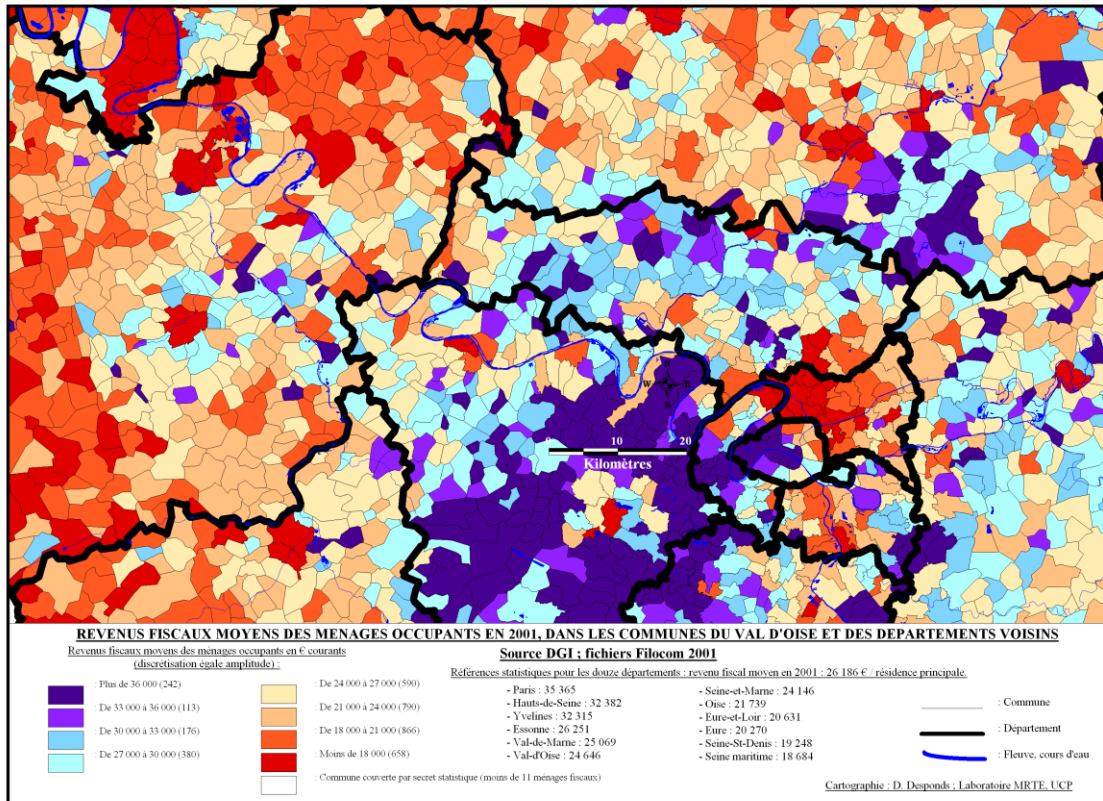 W E
S
0 10 20
Kilomètres
REVENUS FISCAUX MOYENS DES MENAGES OCCUPANTS EN 2001, DANS LES COMMUNES DU VAL D'OISE ET DES DEPARTEMENTS VOISINS
Source DGI ; fichiers Filocom 2001
Revenus fiscaux moyens des ménages occupants en € courants
(discrétisation égale amplitude) :
: Plus de 36 000 (242)
: De 33 000 à 36 000 (113)
: De 30 000 à 33 000 (176)
: De 27 000 à 30 000 (380)
: De 24 000 à 27 000 (590)
: De 21 000 à 24 000 (790)
: De 18 000 à 21 000 (866)
: Moins de 18 000 (658)
: Commune couverte par secret statistique (moins de 11 ménages fiscaux)
Références statistiques pour les douze départements : revenu fiscal moyen en 2001 : 26 186 € / résidence principale.
- Paris : 35 365
- Hauts-de-Seine : 32 382
- Yvelines : 32 315
- Essonne : 26 251
- Val-de-Marne : 25 069
- Val-d'Oise : 24 646
- Seine-et-Marne : 24 146
- Oise : 21 739
- Eure-et-Loir : 20 631
- Eure : 20 270
- Seine-St-Denis : 19 248
- Seine maritime : 18 684
: Commune
: Département
: Fleuve, cours d'eau
Cartographie : D. Desponds ; Laboratoire MRTE, UCP